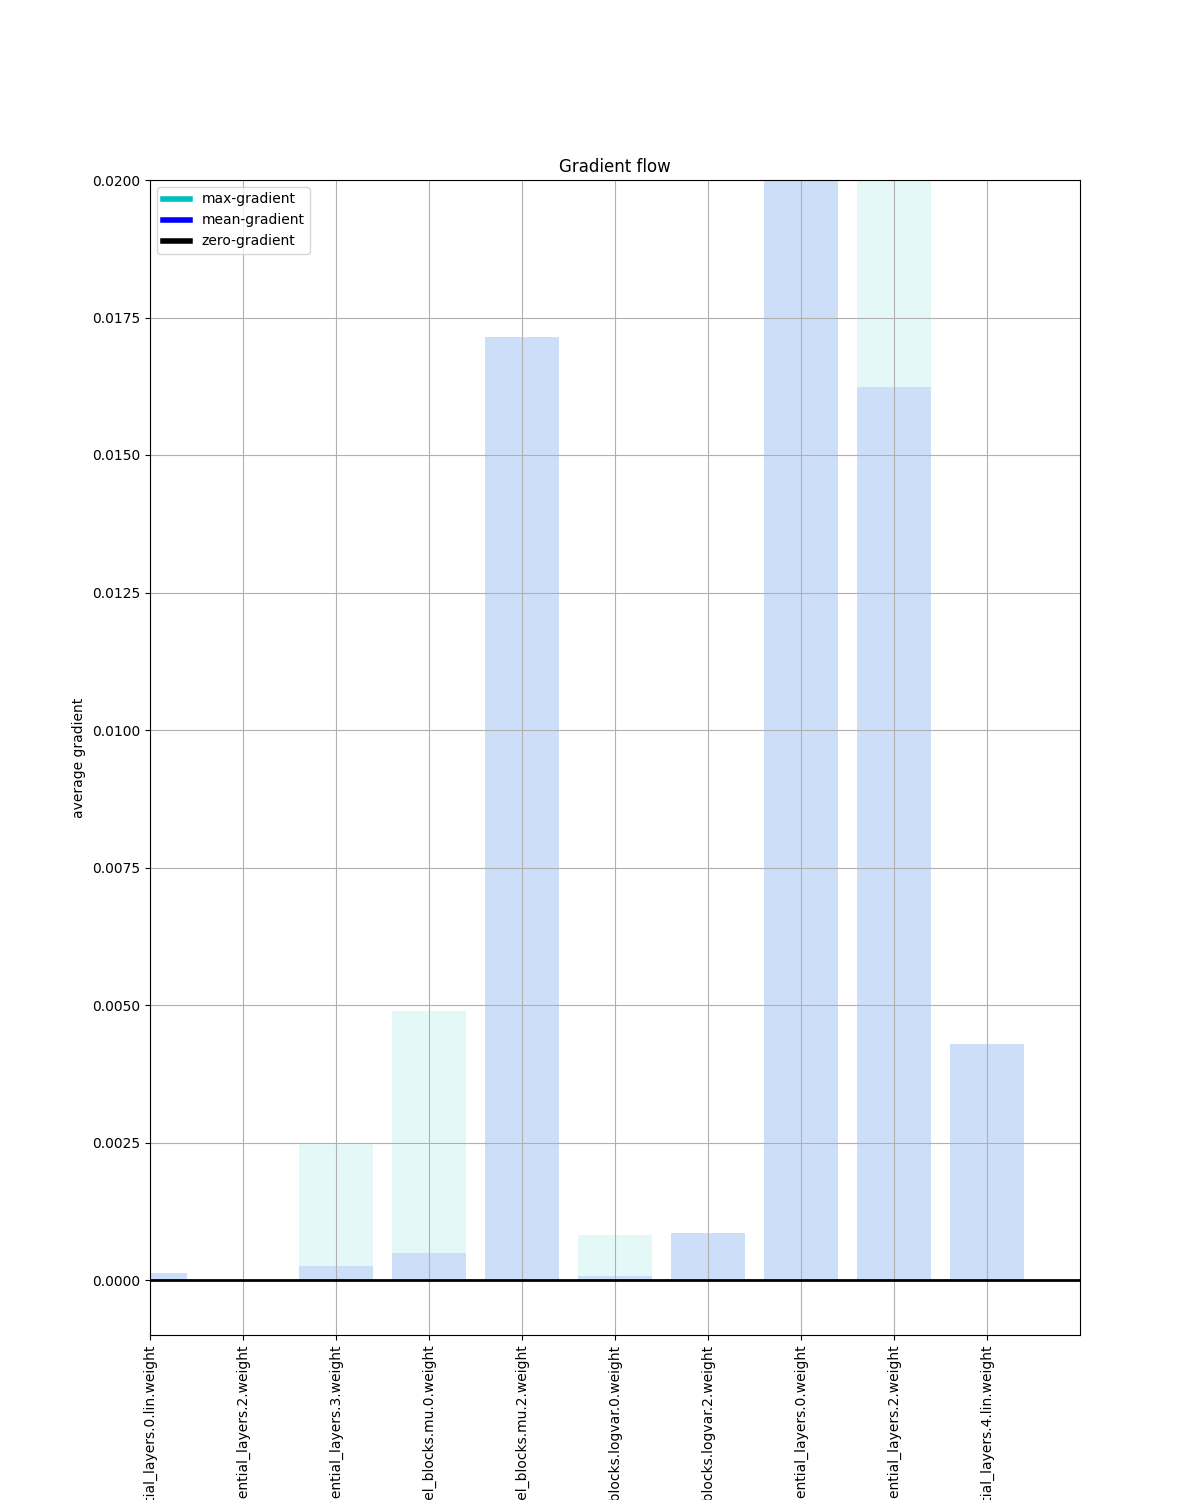 Gradient flow
max-gradient
mean-gradient
zero-gradient
average gradient
0.0200
0.0175
0.0150
0.0125
0.0100
0.0075
0.0050
0.0025
0.0000
tial_layers.0.lin.weight
ential_layers.2.weight
ential_layers.3.weight
el_blocks.mu.0.weight
el_blocks.mu.2.weight
blocks.logvar.0.weight
blocks.logvar.2.weight
ential_layers.0.weight
ential_layers.2.weight
tial_layers.4.lin.weight